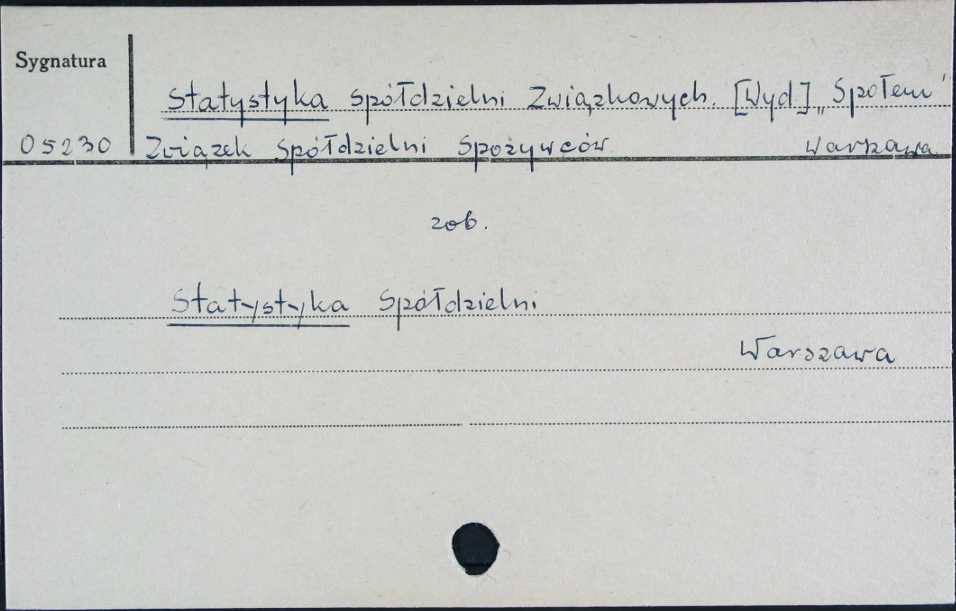 Sygnatura
Statystyka Spółdzielni Związkowych. [Wyd] „Społem"
05230 Związek Spółdzielni Spożywców Warszawa
zob.
Statystyka Spółdzielni
Warszawa